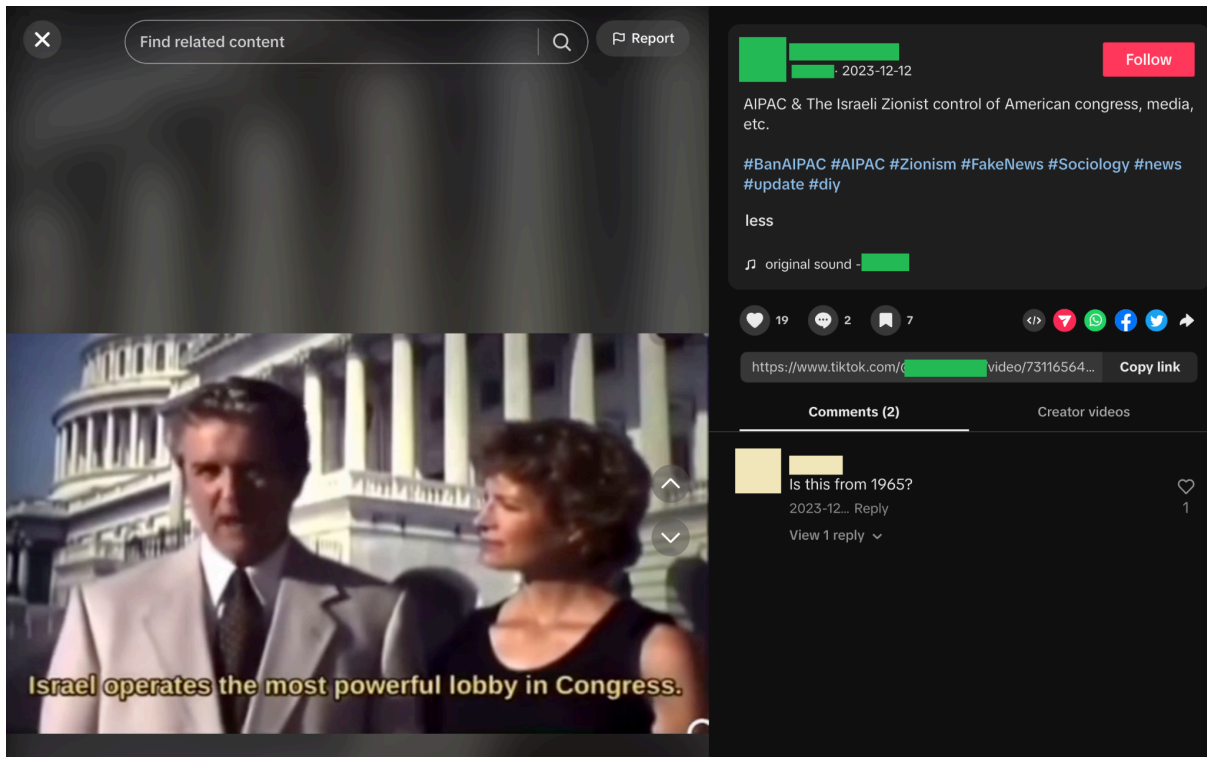 Find related content
Report
· 2023-12-12
Follow
AIPAC & The Israeli Zionist control of American congress, media,
etc.
#BanAIPAC #AIPAC #Zionism #FakeNews #Sociology #news
#update #diy
less
original sound -
19
2
7
https://www.tiktok.com/@
video/73116564...
Copy link
Comments (2)
Creator videos
Is this from 1965?
2023-12... Reply
1
View 1 reply
Israel operates the most powerful lobby in Congress.